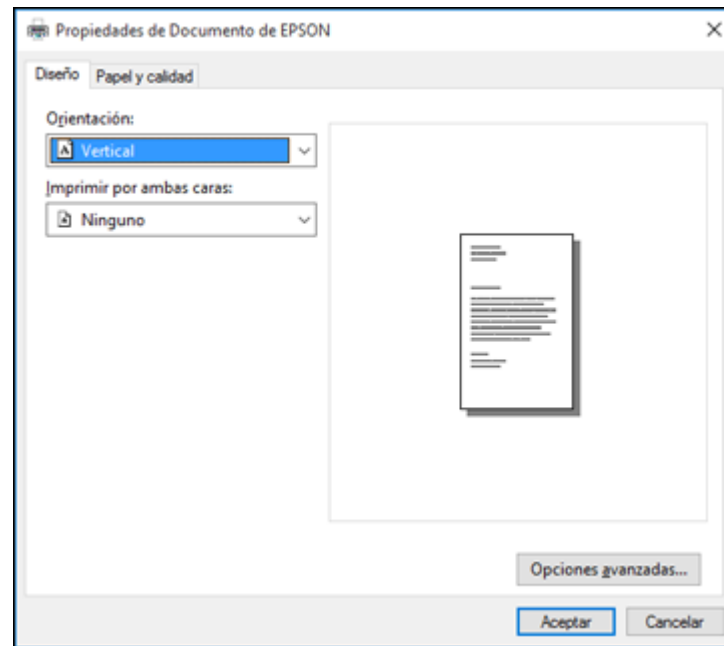 Propiedades de Documento de EPSON
Diseño Papel y calidad
Orientación:
Vertical
Imprimir por ambas caras:
Ninguno
Opciones avanzadas...
Aceptar Cancelar